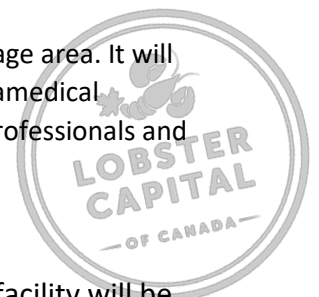 age area. It will
amedical
rofessionals and
LOBSTER
CAPITAL
OF CANADA
facility will be